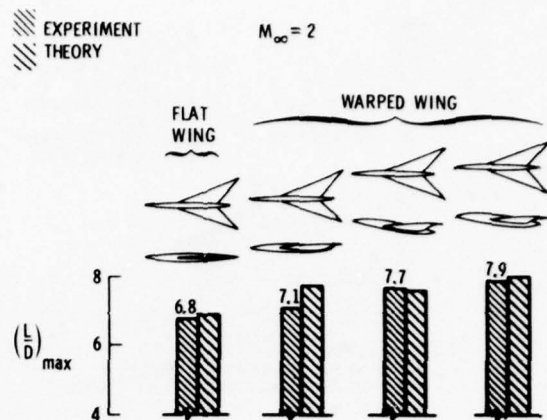 EXPERIMENT
THEORY
M∞ = 2
FLAT
WING
WARPED WING
8
6
4
(L/D) max
6.8
7.1
7.7
7.9